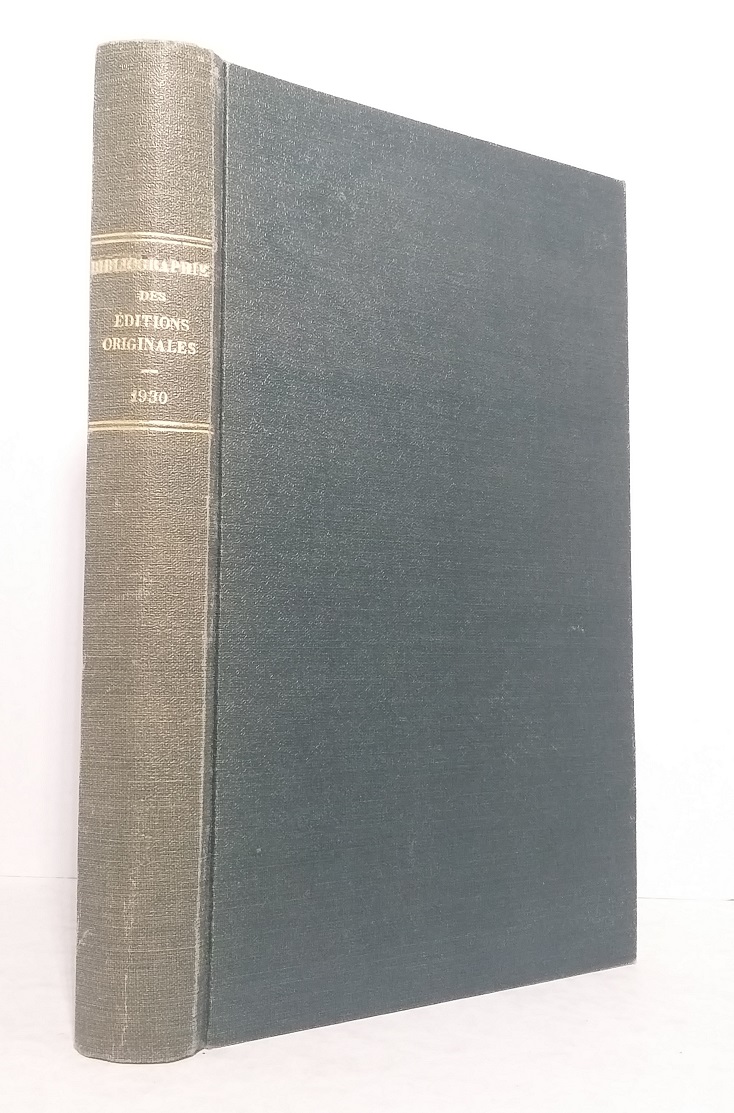 BIBLIOGRAPHIE
DES
ÉDITIONS
ORIGINALES
1930